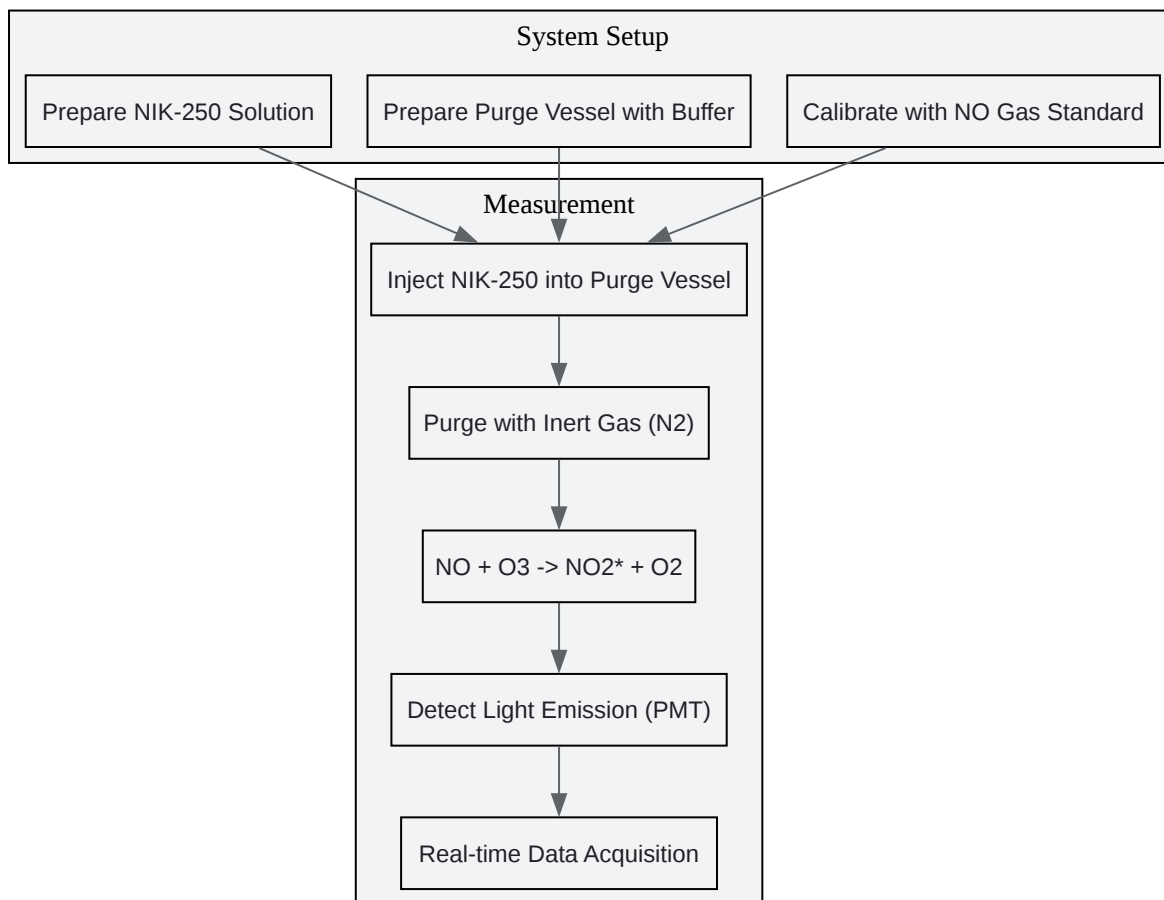 System Setup
Prepare NIK-250 Solution
Prepare Purge Vessel with Buffer
Calibrate with NO Gas Standard
Measurement
Inject NIK-250 into Purge Vessel
Purge with Inert Gas (N2)
NO + O3 -> NO2* + O2
Detect Light Emission (PMT)
Real-time Data Acquisition